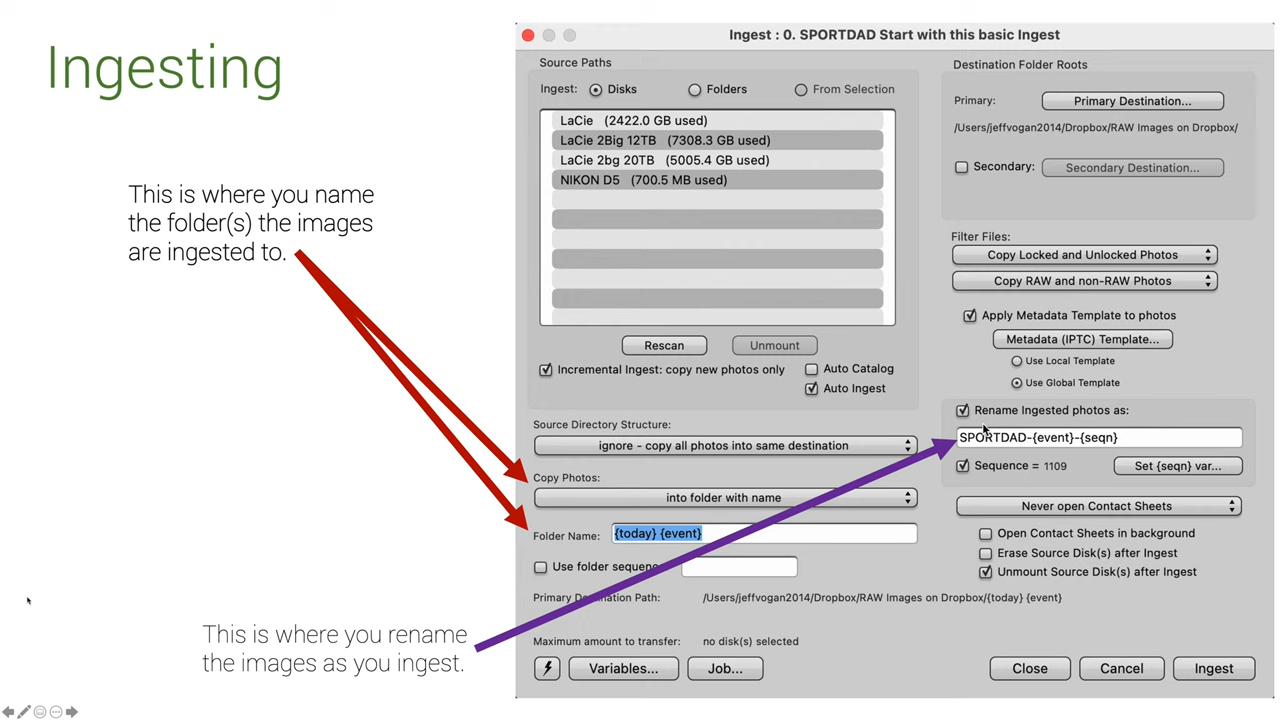 Ingesting
This is where you name
the folder(s) the images
are ingested to.
This is where you rename
the images as you ingest.
Ingest : 0. SPORTDAD Start with this basic Ingest
Source Paths
Ingest: Disks Folders From Selection
LaCie (2422.0 GB used)
LaCie 2Big 12TB (7308.3 GB used)
LaCie 2bg 20TB (5005.4 GB used)
NIKON D5 (700.5 MB used)
Rescan Unmount
Incremental Ingest: copy new photos only Auto Catalog
Auto Ingest
Source Directory Structure:
ignore - copy all photos into same destination
Copy Photos:
into folder with name
Folder Name: {today} {event}
Use folder sequenc
Primary Destination Path: /Users/jeffvogan2014/Dropbox/RAW Images on Dropbox/{today} {event}
Maximum amount to transfer: no disk(s) selected
Variables... Job...
Destination Folder Roots
Primary: Primary Destination...
/Users/jeffvogan2014/Dropbox/RAW Images on Dropbox/
Secondary: Secondary Destination...
Filter Files:
Copy Locked and Unlocked Photos
Copy RAW and non-RAW Photos
Apply Metadata Template to photos
Metadata (IPTC) Template...
Use Local Template
Use Global Template
Rename Ingested photos as:
SPORTDAD-{event}-{seqn}
Sequence = 1109 Set {seqn} var...
Never open Contact Sheets
Open Contact Sheets in background
Erase Source Disk(s) after Ingest
Unmount Source Disk(s) after Ingest
Close Cancel Ingest